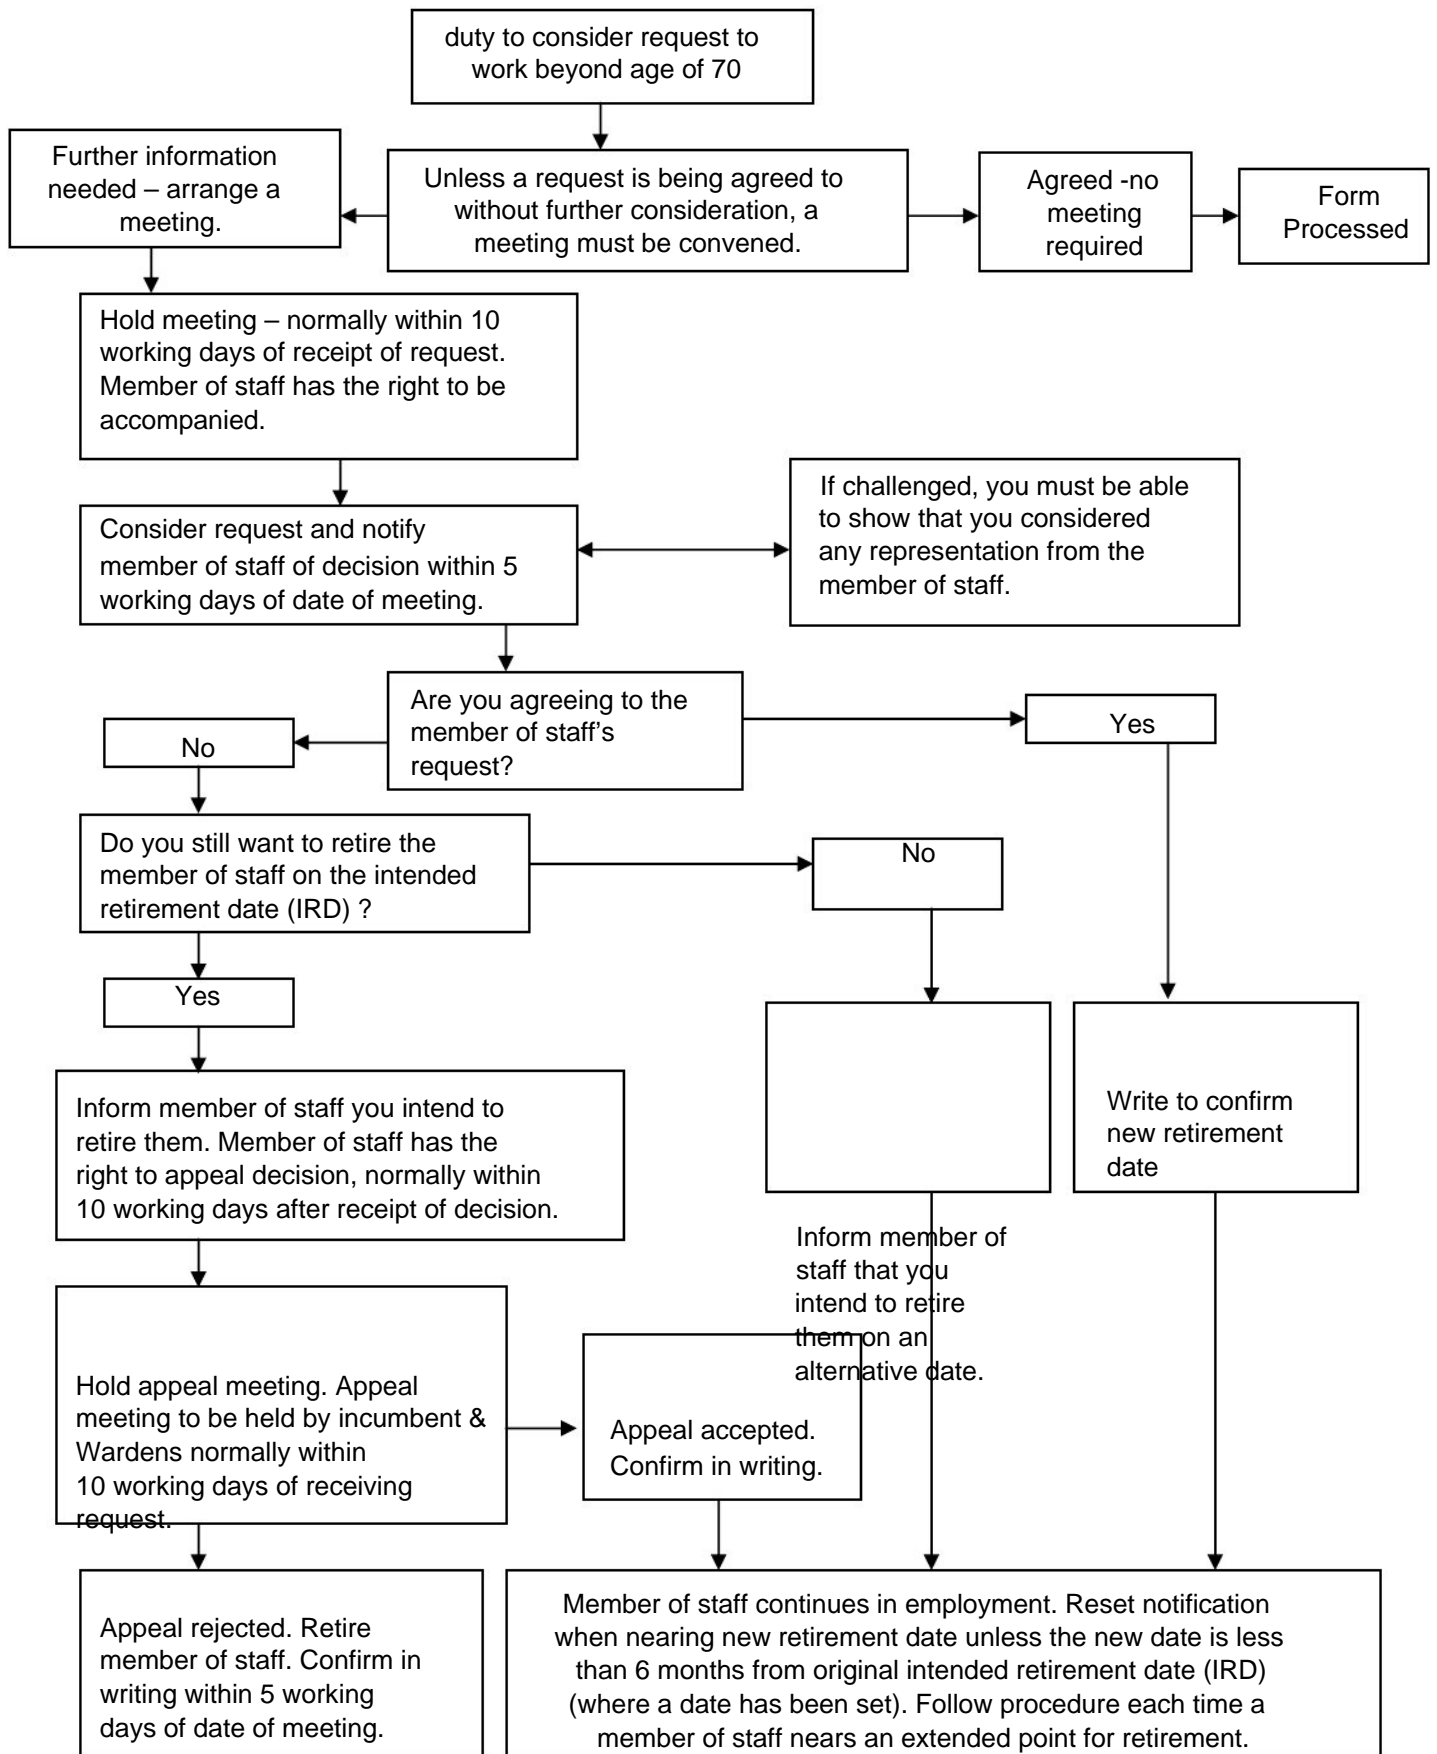 duty to consider request to
work beyond age of 70
Further information
needed – arrange a
meeting.
Unless a request is being agreed to
without further consideration, a
meeting must be convened.
Agreed -no
meeting
required
Form
Processed
Hold meeting – normally within 10
working days of receipt of request.
Member of staff has the right to be
accompanied.
Consider request and notify
member of staff of decision within 5
working days of date of meeting.
If challenged, you must be able
to show that you considered
any representation from the
member of staff.
Are you agreeing to the
member of staff’s
request?
No
Yes
Do you still want to retire the
member of staff on the intended
retirement date (IRD) ?
No
Yes
Inform member of staff you intend to
retire them. Member of staff has the
right to appeal decision, normally within
10 working days after receipt of decision.
Write to confirm
new retirement
date
Inform member of
staff that you
intend to retire
them on an
alternative date.
Hold appeal meeting. Appeal
meeting to be held by incumbent &
Wardens normally within
10 working days of receiving
request.
Appeal accepted.
Confirm in writing.
Appeal rejected. Retire
member of staff. Confirm in
writing within 5 working
days of date of meeting.
Member of staff continues in employment. Reset notification
when nearing new retirement date unless the new date is less
than 6 months from original intended retirement date (IRD)
(where a date has been set). Follow procedure each time a
member of staff nears an extended point for retirement.